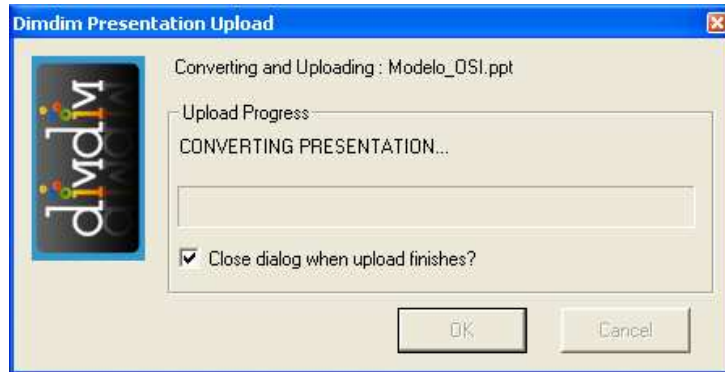 Dimdim Presentation Upload
dimdim
Converting and Uploading : Modelo_OSI.ppt
Upload Progress
CONVERTING PRESENTATION...
Close dialog when upload finishes?
OK
Cancel